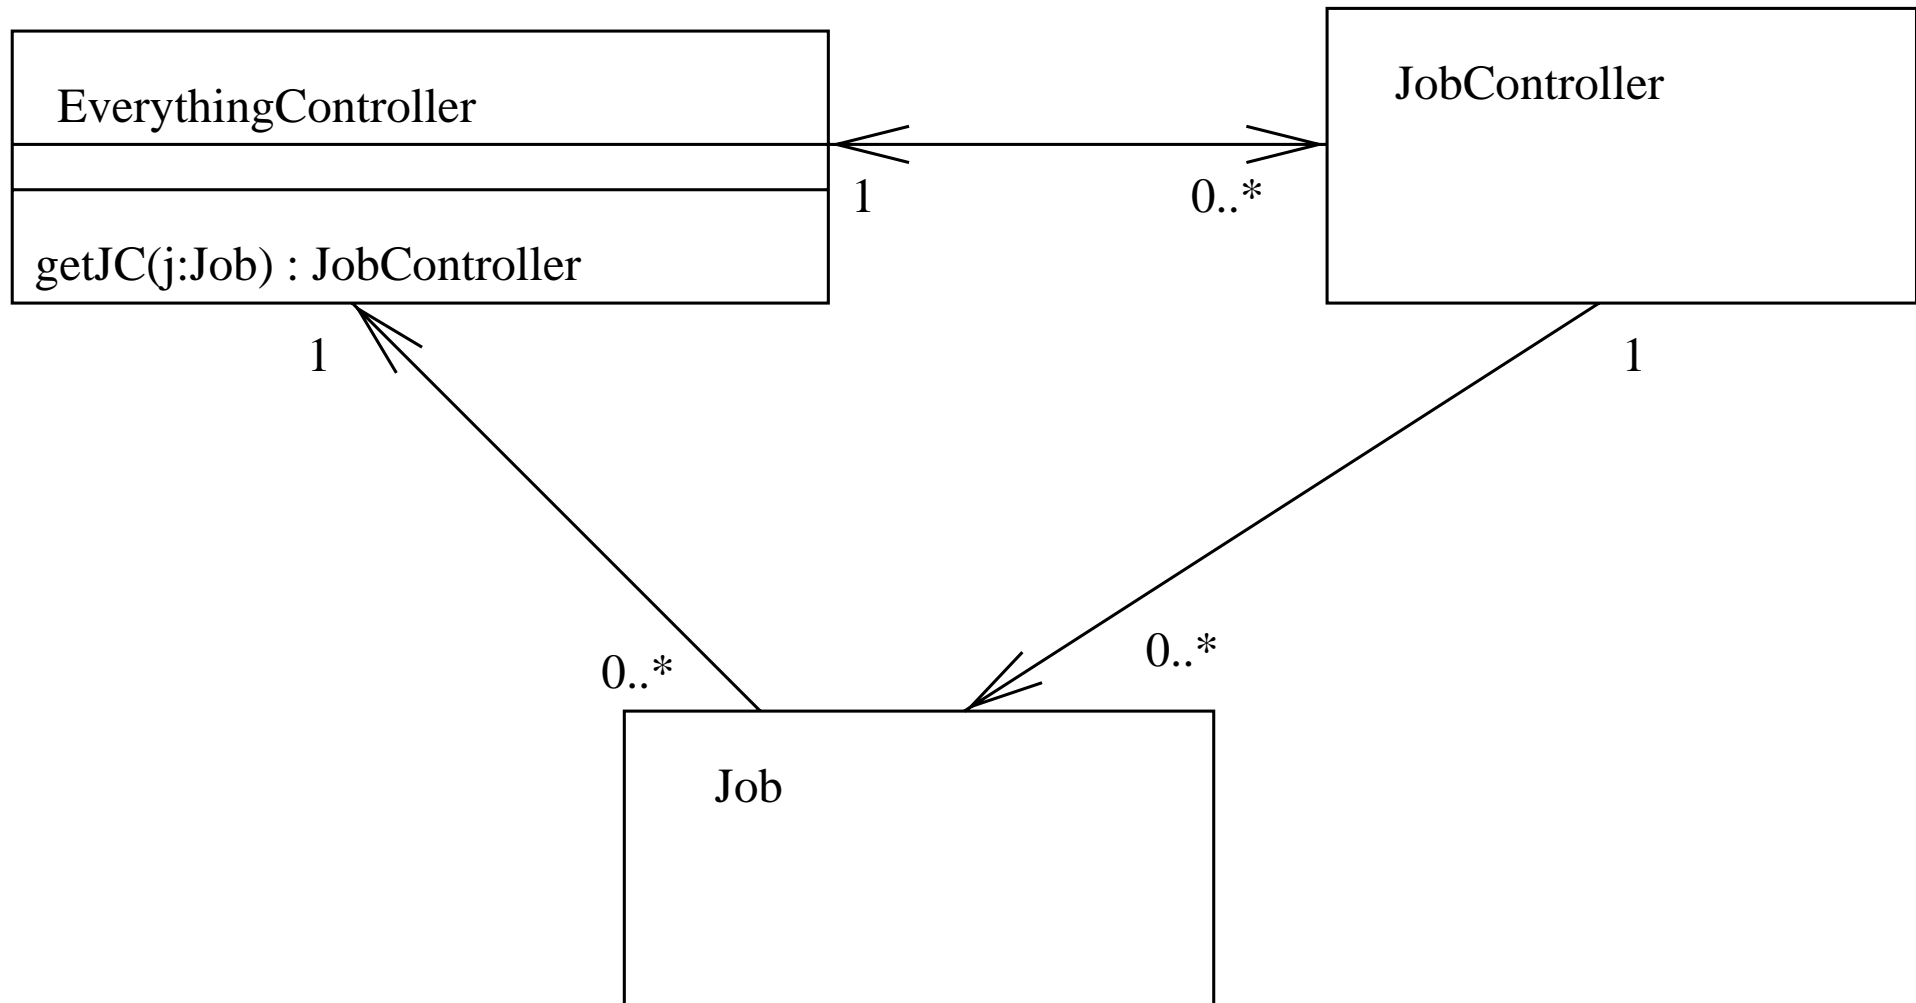 EverythingController
JobController
1
0..*
getJC(j:Job) : JobController
1
1
0..*
0..*
Job